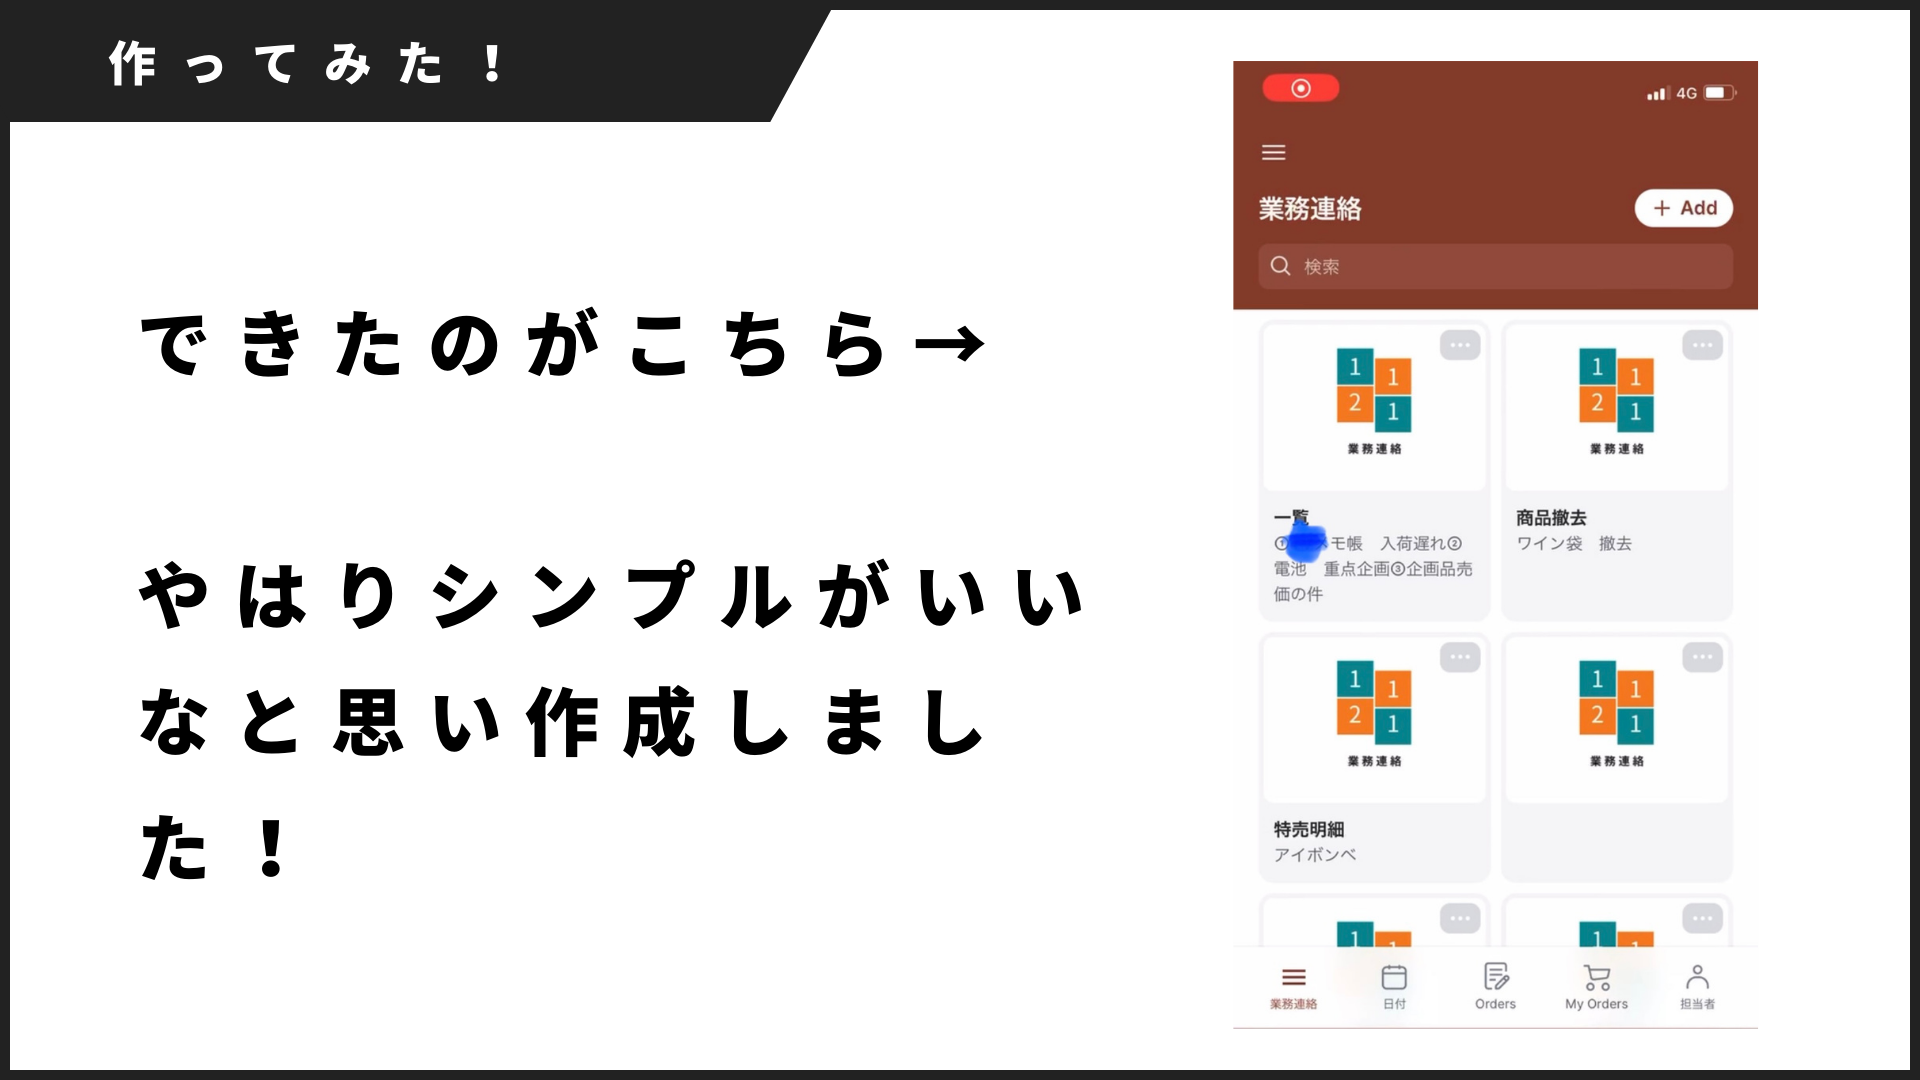 作ってみた！
できたのがこちら→
やはりシンプルがいい
なと思い作成しまし
た！
4G
業務連絡
+ Add
検索
1
1
2
1
業務連絡
一覧
モ帳　入荷遅れ②
電池　重点企画③企画品売
価の件
1
1
2
1
業務連絡
商品撤去
ワイン袋　撤去
1
1
2
1
業務連絡
特売明細
アイボンベ
1
1
2
1
業務連絡
1
1
1
1
業務連絡
日付
Orders
My Orders
担当者